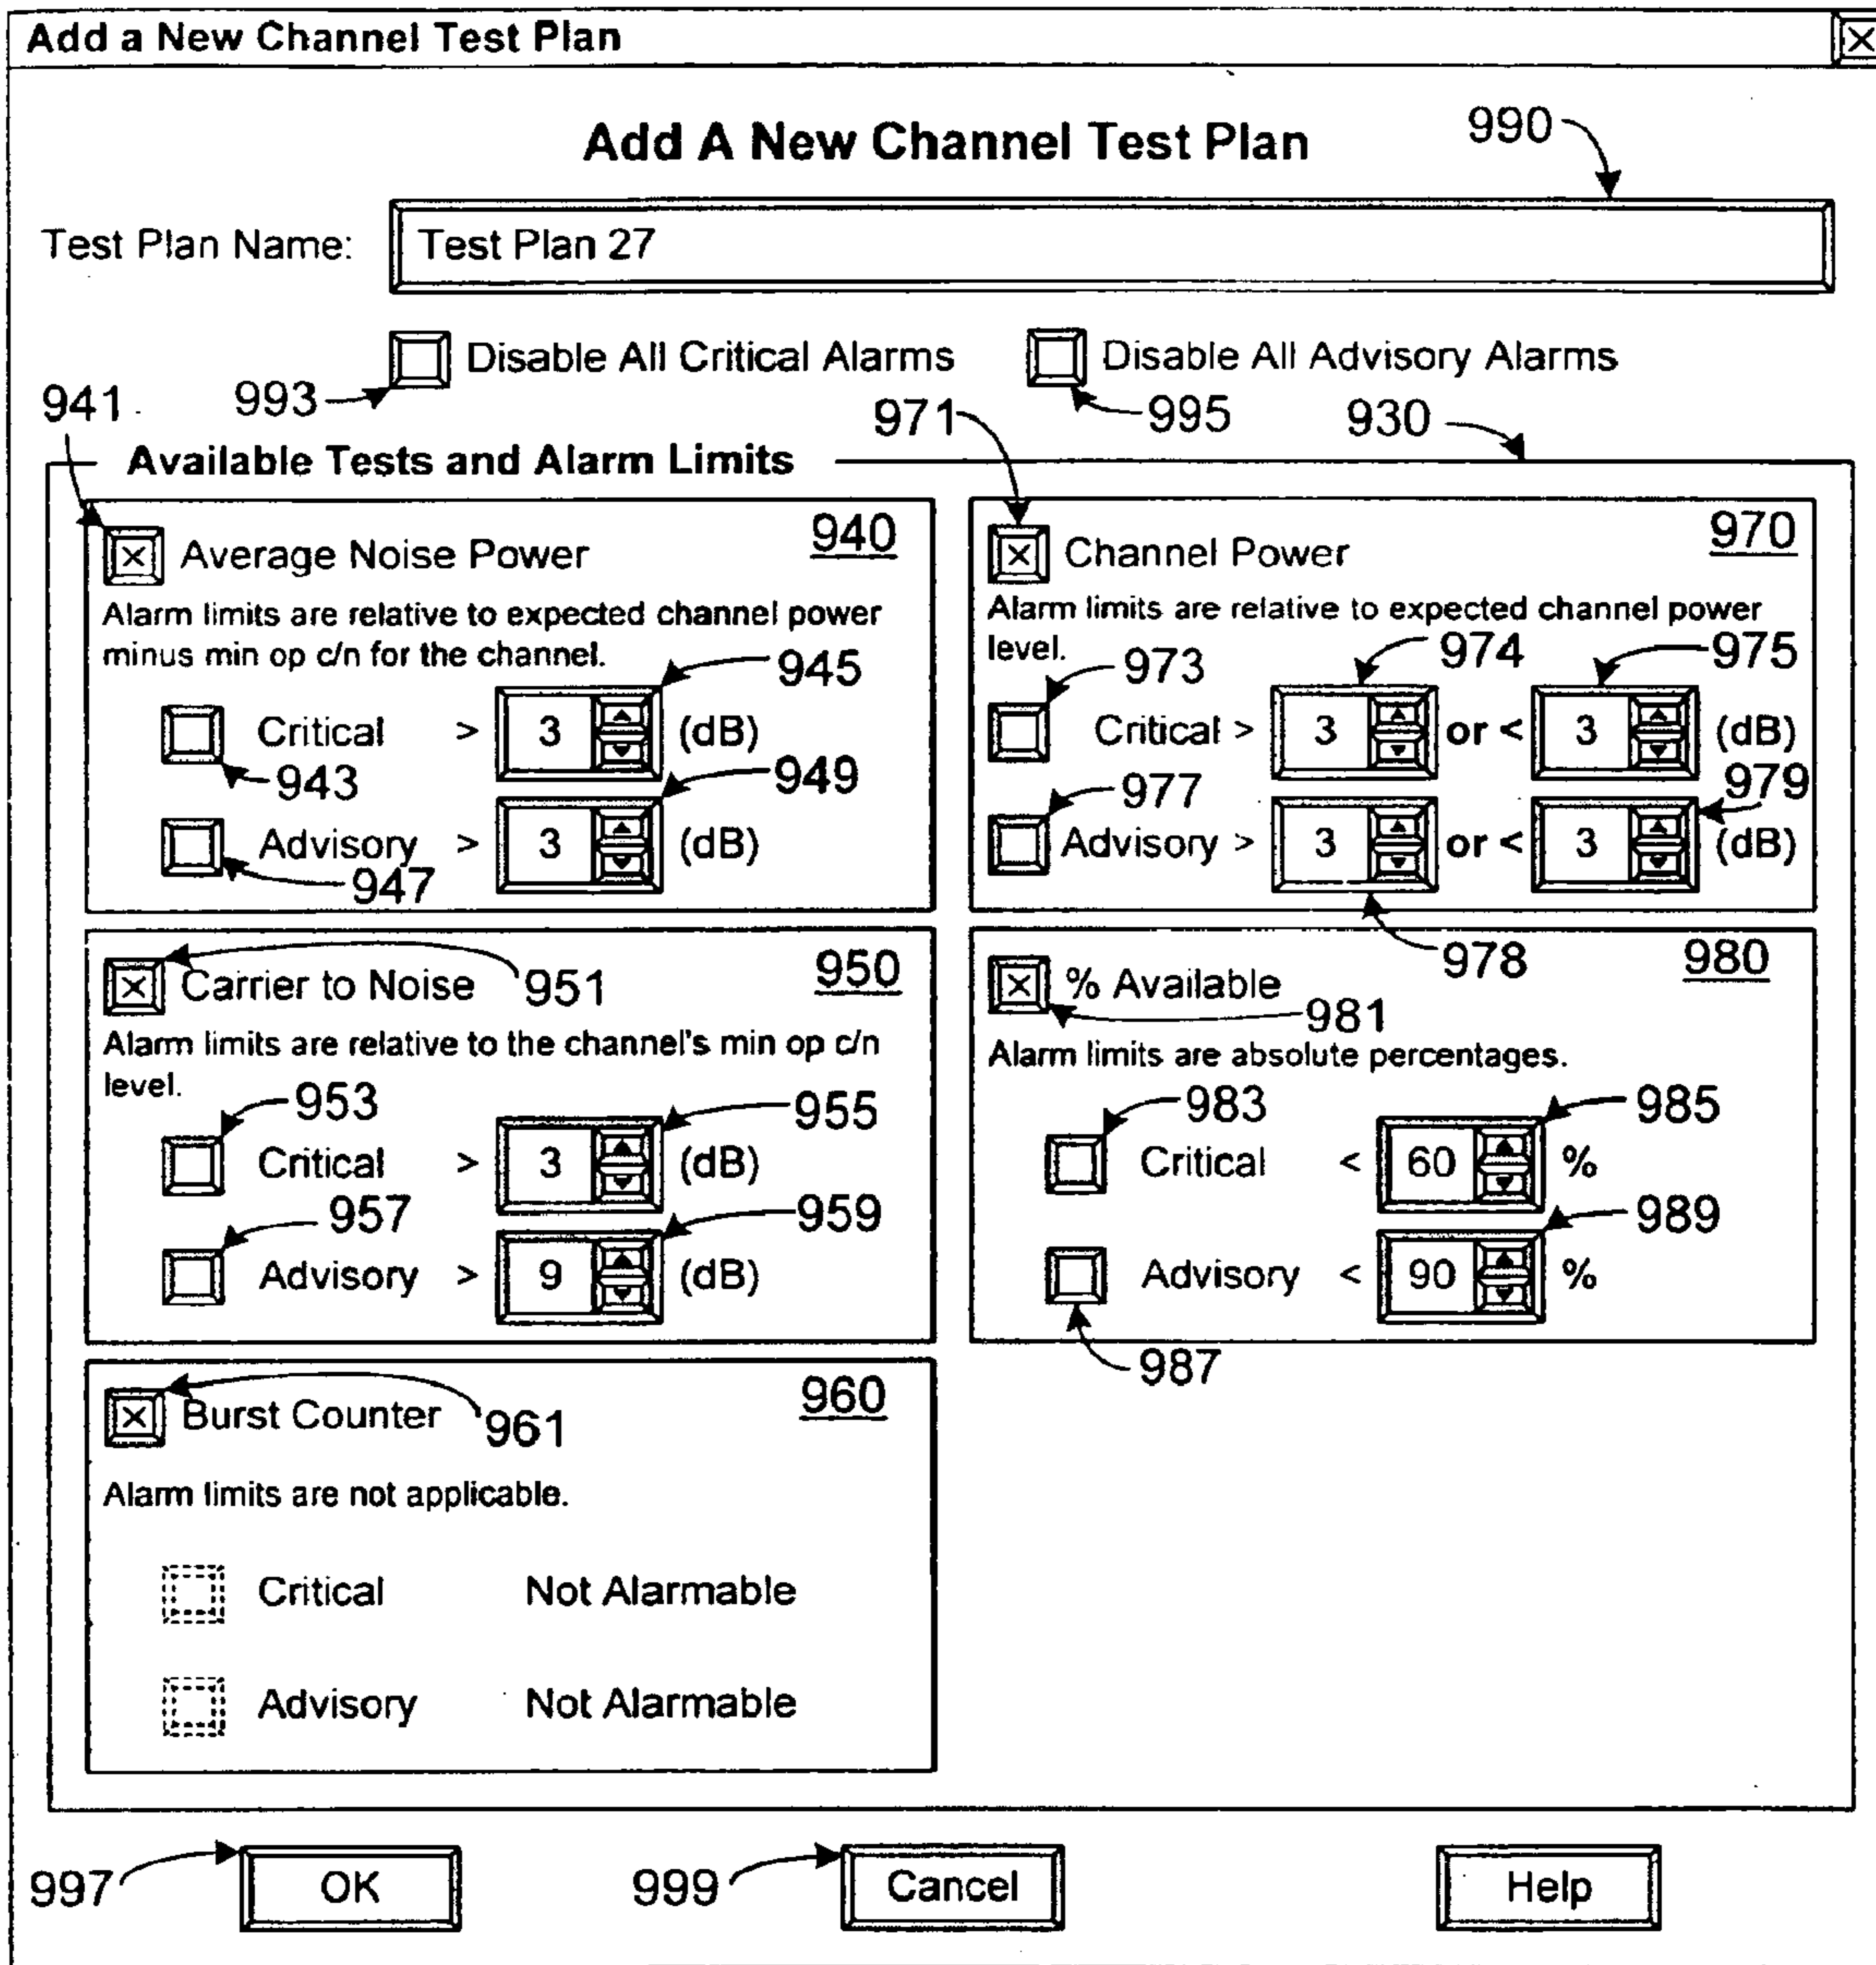 Add a New Channel Test Plan
Add A New Channel Test Plan
990
Test Plan Name:
Test Plan 27
Disable All Critical Alarms
Disable All Advisory Alarms
993
995
941
971
930
Available Tests and Alarm Limits
Average Noise Power
940
Alarm limits are relative to expected channel power
minus min op c/n for the channel.
945
Critical > 3 (dB)
943
949
Advisory > 3 (dB)
947
Channel Power
970
Alarm limits are relative to expected channel power
level.
973
974
975
Critical > 3 or < 3 (dB)
977
979
Advisory > 3 or < 3 (dB)
978
Carrier to Noise
951
950
Alarm limits are relative to the channel's min op c/n
level.
953
955
Critical > 3 (dB)
957
959
Advisory > 9 (dB)
% Available
980
981
Alarm limits are absolute percentages.
983
985
Critical < 60 %
989
Advisory < 90 %
987
Burst Counter
961
960
Alarm limits are not applicable.
Critical Not Alarmable
Advisory Not Alarmable
997
OK
999
Cancel
Help